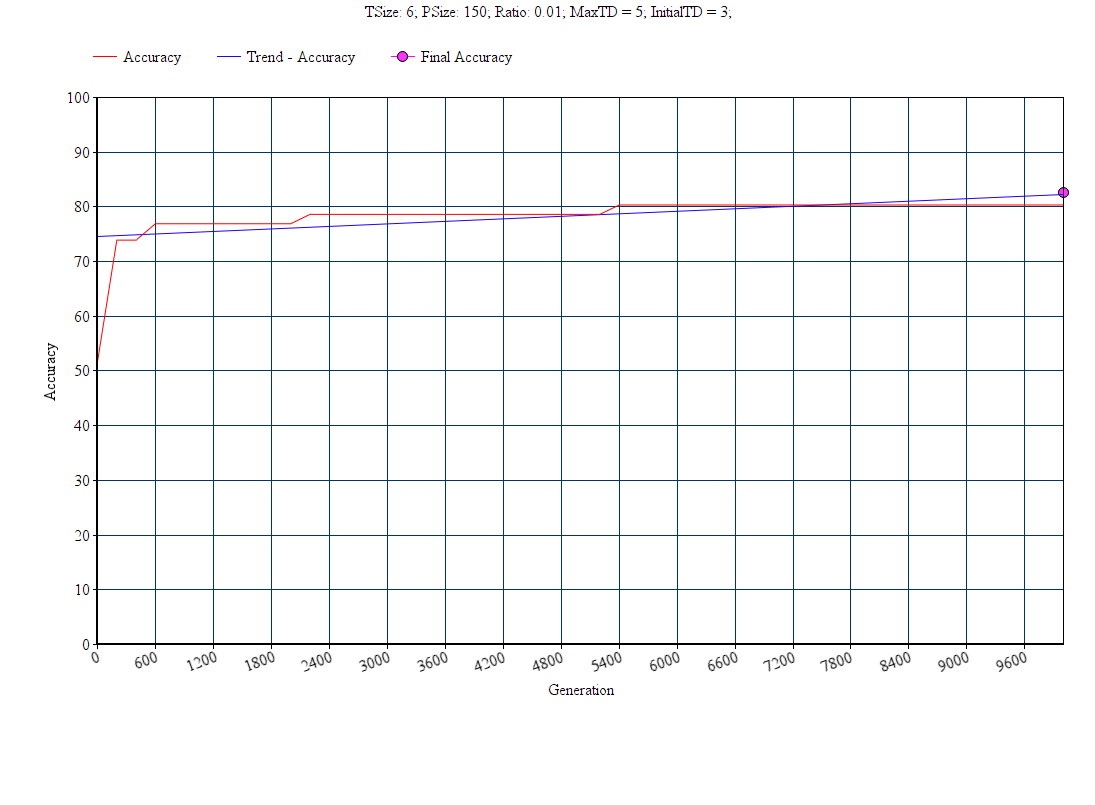 TSize: 6; PSize: 150; Ratio: 0.01; MaxTD = 5; InitialTD = 3;
Accuracy Trend - Accuracy Final Accuracy
100
90
80
70
60
50
40
30
20
10
0
Accuracy
0 600 1200 1800 2400 3000 3600 4200 4800 5400 6000 6600 7200 7800 8400 9000 9600
Generation